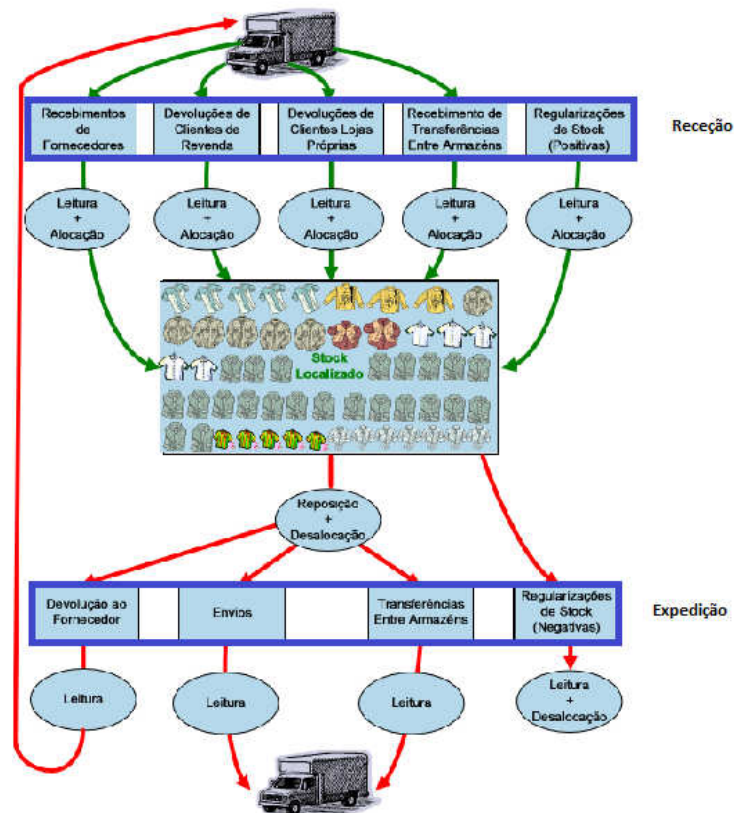 Recebimentos
de
Fornecedores
Devoluções de
Clientes de
Revenda
Devoluções de
Clientes Lojas
Próprias
Recebimento de
Transferências
Entre Armazéns
Regularizações
de Stock
(Positivas)
Receção
Leitura
+
Alocação
Leitura
+
Alocação
Leitura
+
Alocação
Leitura
+
Alocação
Leitura
+
Alocação
Stock
Localizado
Reposição
+
Desalocação
Devolução ao
Fornecedor
Envios
Transferências
Entre Armazéns
Regularizações
de Stock
(Negativas)
Expedição
Leitura
Leitura
Leitura
Leitura
+
Desalocação